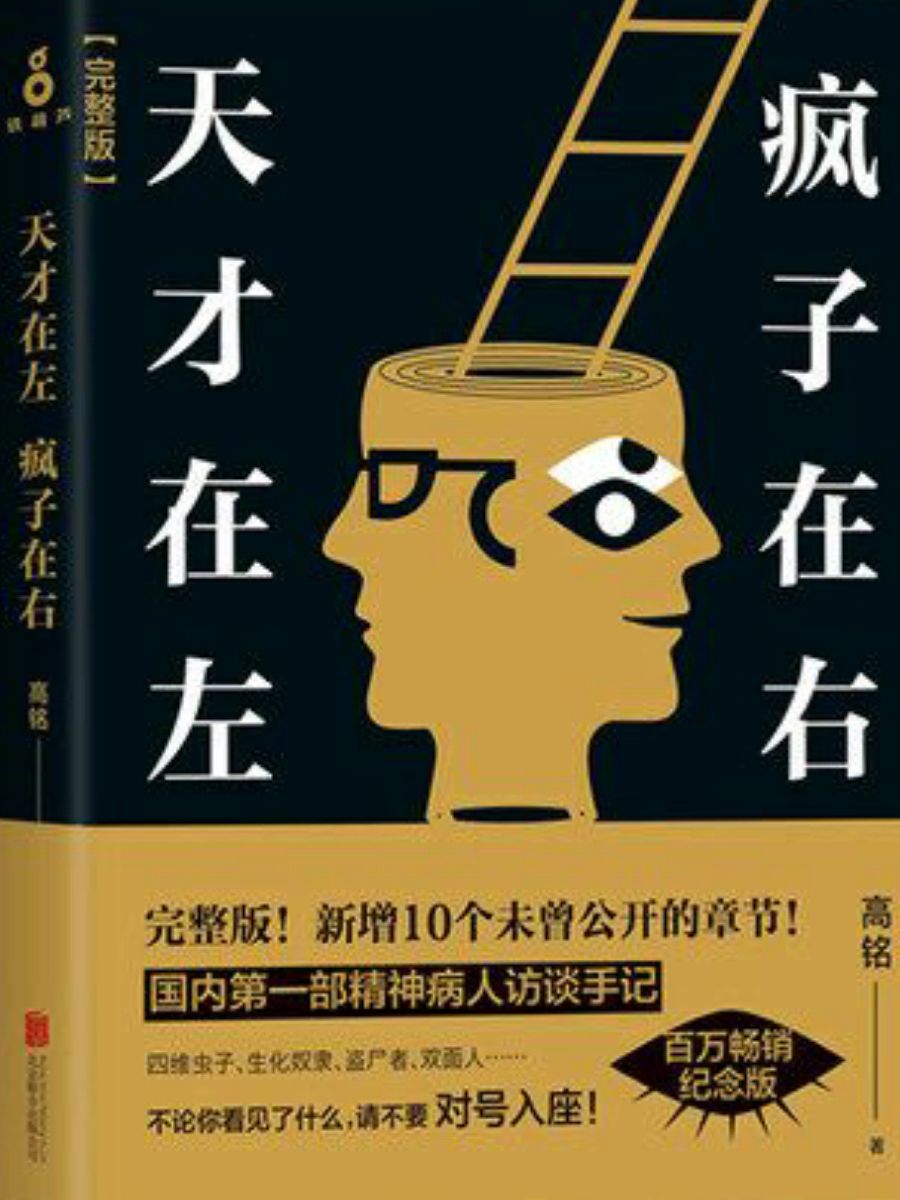 【完整版】
天才在左 疯子在右
高铭
天才在左
疯子在右
完整版！新增10个未曾公开的章节！
国内第一部精神病人访谈手记
四维虫子、生化奴隶、盗尸者、双面人……
不论你看见了什么，请不要 对号入座！
百万畅销
纪念版
高铭
著